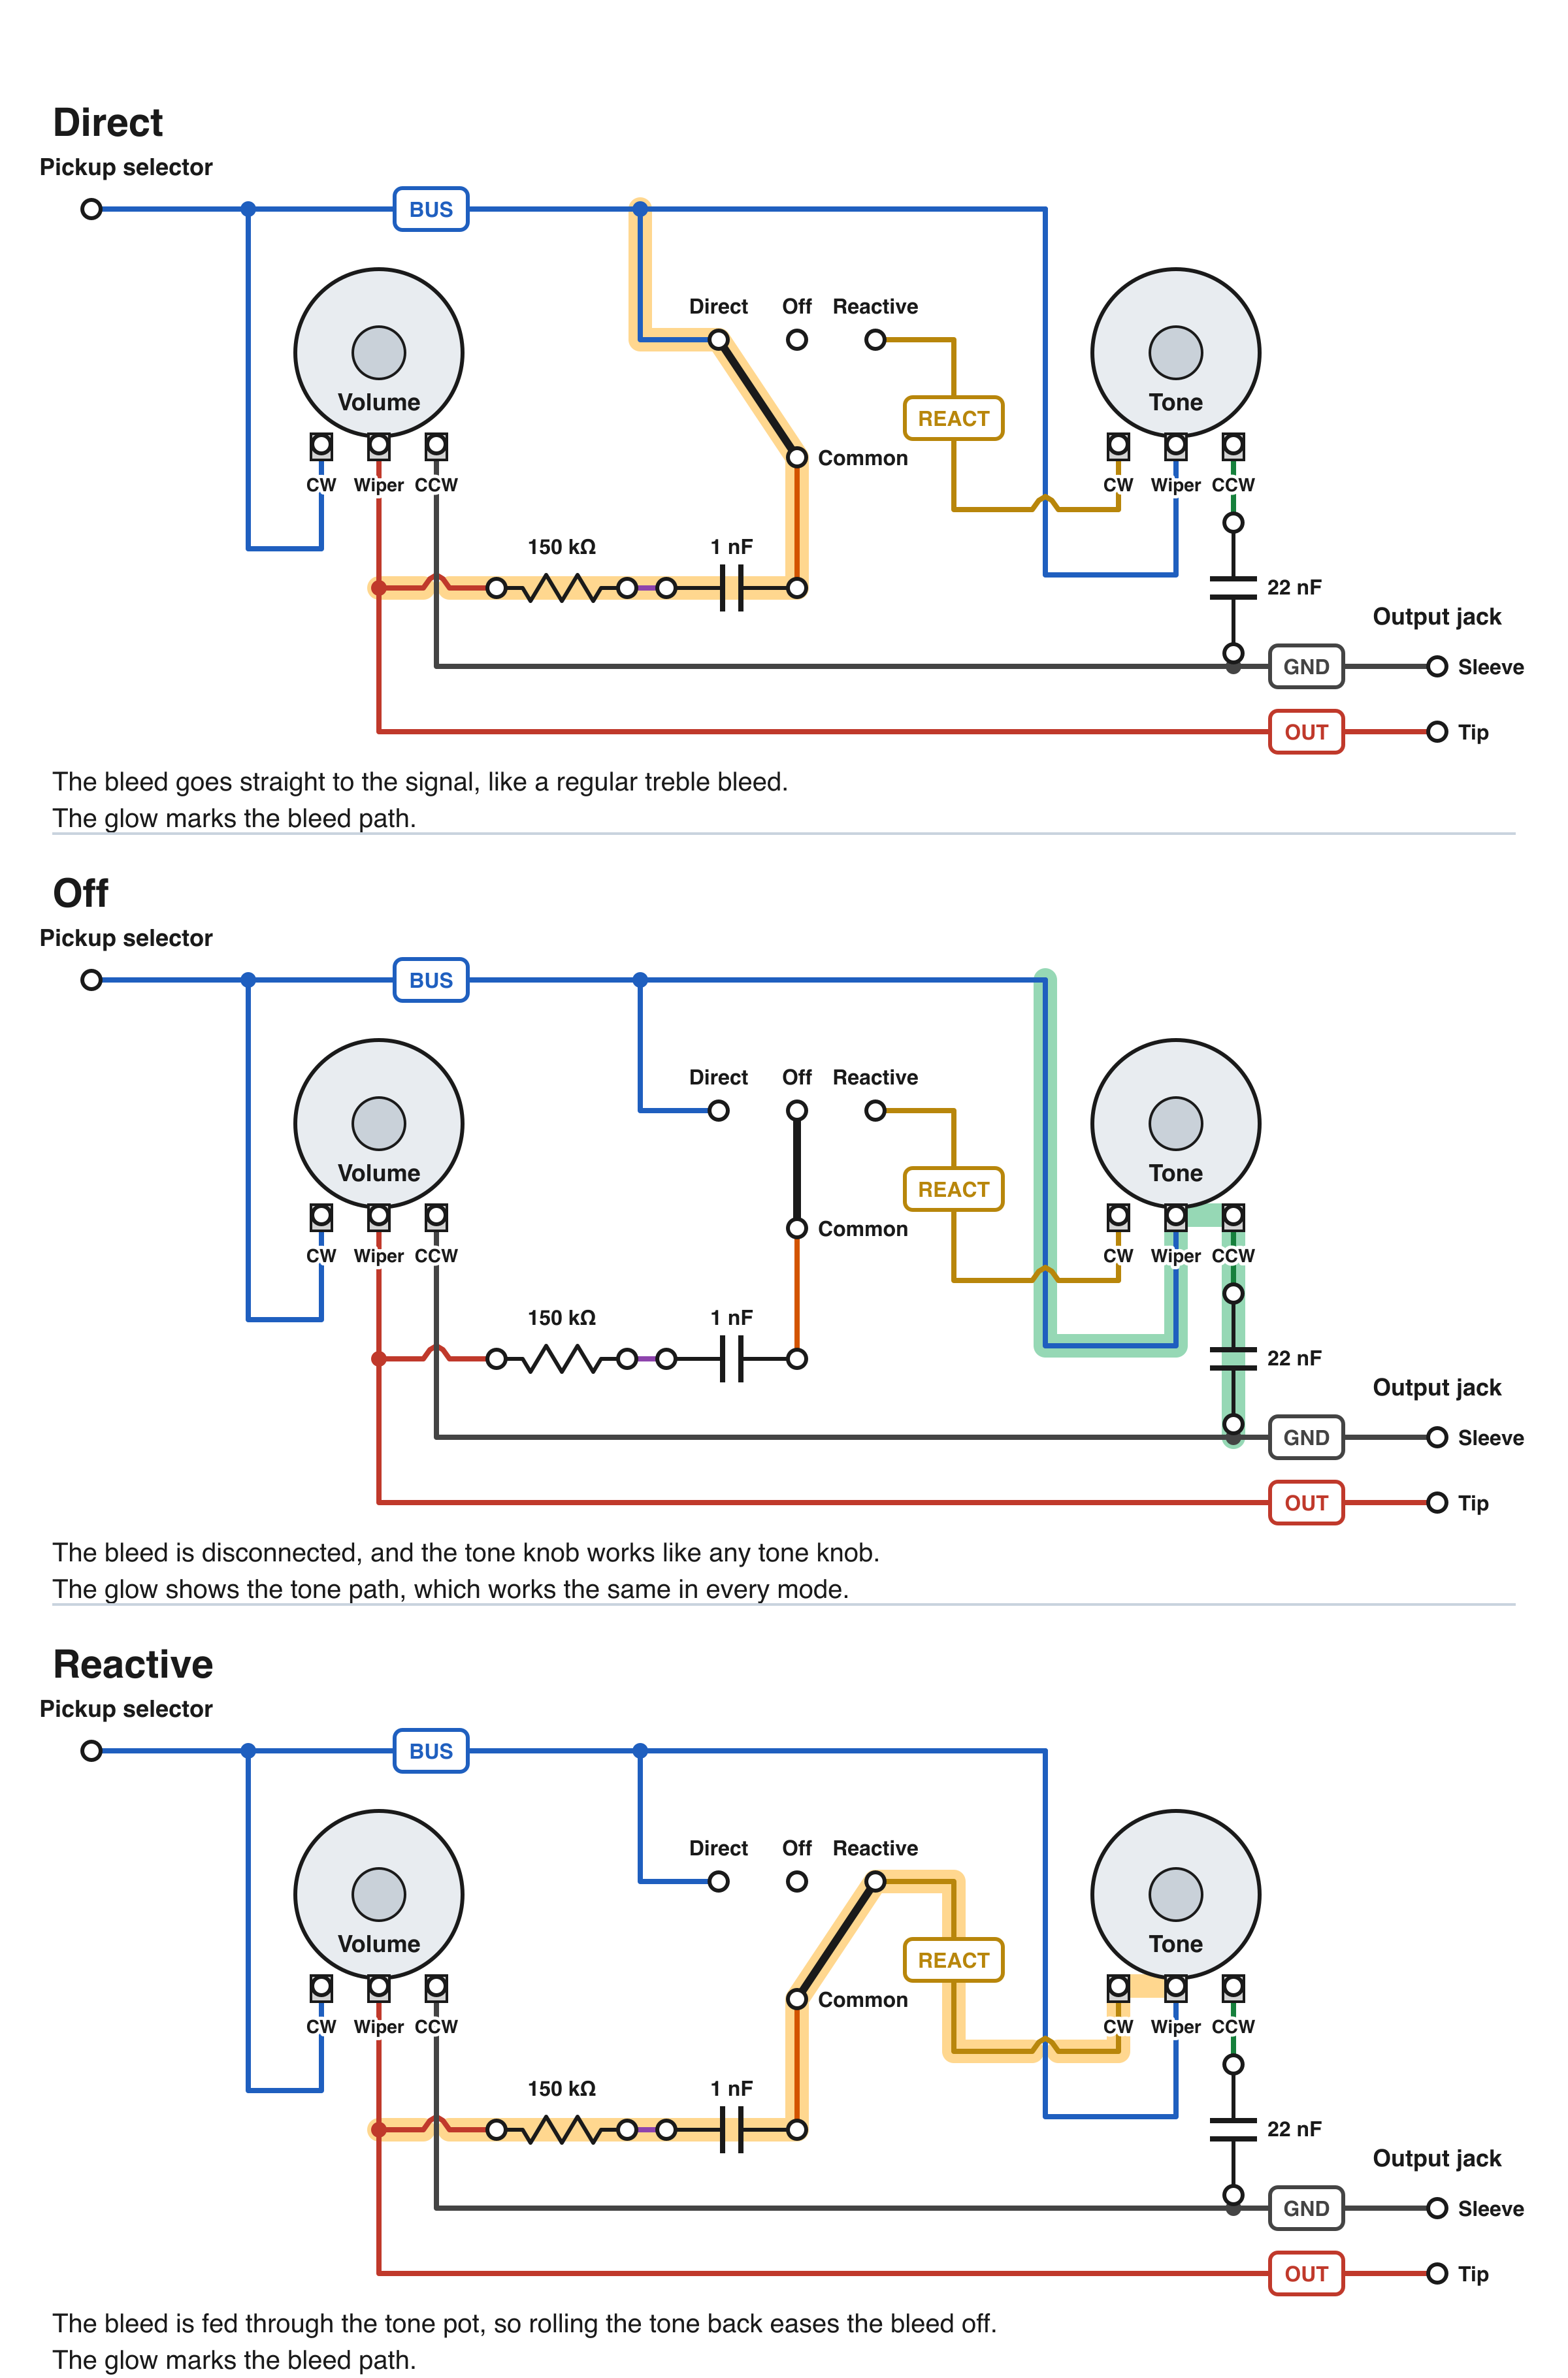 Direct
Pickup selector
BUS
Direct Off Reactive
REACT
Volume
Tone
Common
CW Wiper CCW
CW Wiper CCW
150 kΩ
1 nF
22 nF
Output jack
GND
Sleeve
OUT
Tip
The bleed goes straight to the signal, like a regular treble bleed.
The glow marks the bleed path.
Off
Pickup selector
BUS
Direct Off Reactive
Volume
Tone
REACT
Common
CW Wiper CCW
CW Wiper CCW
150 kΩ
1 nF
22 nF
Output jack
GND
Sleeve
OUT
Tip
The bleed is disconnected, and the tone knob works like any tone knob.
The glow shows the tone path, which works the same in every mode.
Reactive
Pickup selector
BUS
Direct Off Reactive
Volume
Tone
REACT
Common
CW Wiper CCW
CW Wiper CCW
150 kΩ
1 nF
22 nF
Output jack
GND
Sleeve
OUT
Tip
The bleed is fed through the tone pot, so rolling the tone back eases the bleed off.
The glow marks the bleed path.